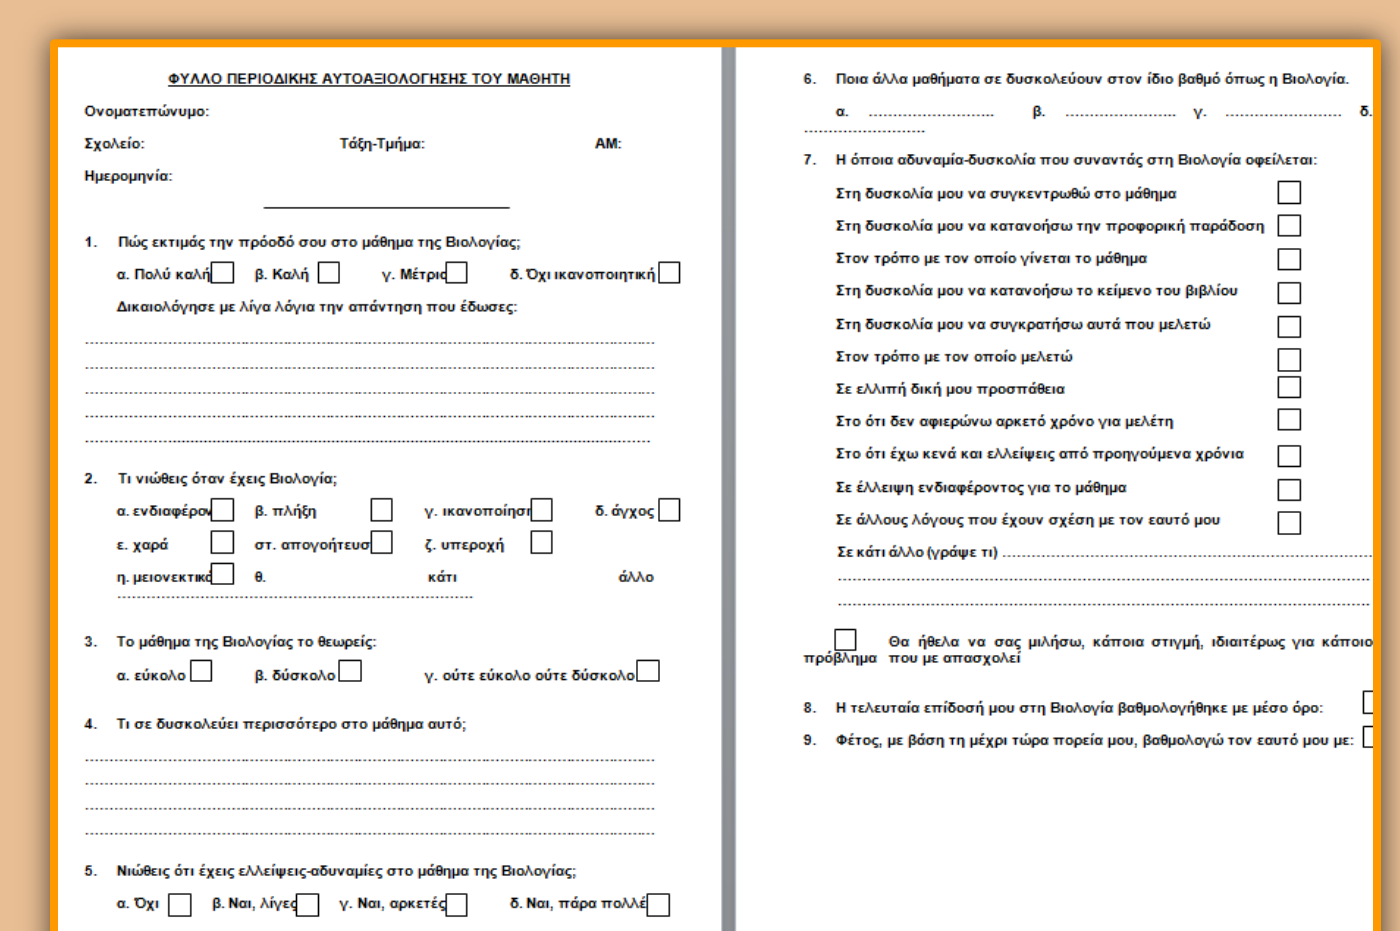 ΦΥΛΛΟ ΠΕΡΙΟΔΙΚΗΣ ΑΥΤΟΑΞΙΟΛΟΓΗΣΗΣ ΤΟΥ ΜΑΘΗΤΗ
Ονοματεπώνυμο:
Σχολείο: Τάξη-Τμήμα: ΑΜ:
Ημερομηνία:
1. Πώς εκτιμάς την πρόοδό σου στο μάθημα της Βιολογίας;
α. Πολύ καλή β. Καλή γ. Μέτρια δ. Όχι ικανοποιητική
Δικαιολόγησε με λίγα λόγια την απάντηση που έδωσες:
2. Τι νιώθεις όταν έχεις Βιολογία;
α. ενδιαφέρον β. πλήξη γ. ικανοποίηση δ. άγχος
ε. χαρά στ. απογοήτευσ ζ. υπεροχή
η. μειονεκτικά θ. κάτι άλλο
3. Το μάθημα της Βιολογίας το θεωρείς:
α. εύκολο β. δύσκολο γ. ούτε εύκολο ούτε δύσκολο
4. Τι σε δυσκολεύει περισσότερο στο μάθημα αυτό;
5. Νιώθεις ότι έχεις ελλείψεις-αδυναμίες στο μάθημα της Βιολογίας;
α. Όχι β. Ναι, λίγες γ. Ναι, αρκετές δ. Ναι, πάρα πολλέ
6. Ποια άλλα μαθήματα σε δυσκολεύουν στον ίδιο βαθμό όπως η Βιολογία.
α. .......................... β. ....................... γ. ........................ δ.
.........................
7. Η όποια αδυναμία-δυσκολία που συναντάς στη Βιολογία οφείλεται:
Στη δυσκολία μου να συγκεντρωθώ στο μάθημα
Στη δυσκολία μου να κατανοήσω την προφορική παράδοση
Στον τρόπο με τον οποίο γίνεται το μάθημα
Στη δυσκολία μου να κατανοήσω το κείμενο του βιβλίου
Στη δυσκολία μου να συγκρατήσω αυτά που μελετώ
Στον τρόπο με τον οποίο μελετώ
Σε ελλιπή δική μου προσπάθεια
Στο ότι δεν αφιερώνω αρκετό χρόνο για μελέτη
Στο ότι έχω κενά και ελλείψεις από προηγούμενα χρόνια
Σε έλλειψη ενδιαφέροντος για το μάθημα
Σε άλλους λόγους που έχουν σχέση με τον εαυτό μου
Σε κάτι άλλο (γράψε τι) ............................................................
Θα ήθελα να σας μιλήσω, κάποια στιγμή, ιδιαιτέρως για κάποιο
πρόβλημα που με απασχολεί
8. Η τελευταία επίδοσή μου στη Βιολογία βαθμολογήθηκε με μέσο όρο:
9. Φέτος, με βάση τη μέχρι τώρα πορεία μου, βαθμολογώ τον εαυτό μου με: